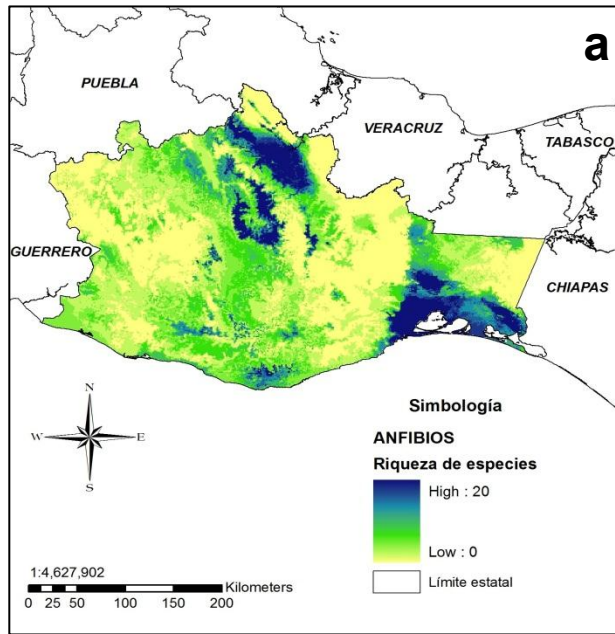 a
PUEBLA
VERACRUZ
TABASCO
GUERRERO
CHIAPAS
N
W E
S
Simbología
ANFIBIOS
Riqueza de especies
High : 20
Low : 0
Límite estatal
1:4,627,902
Kilometers
0 25 50 100 150 200